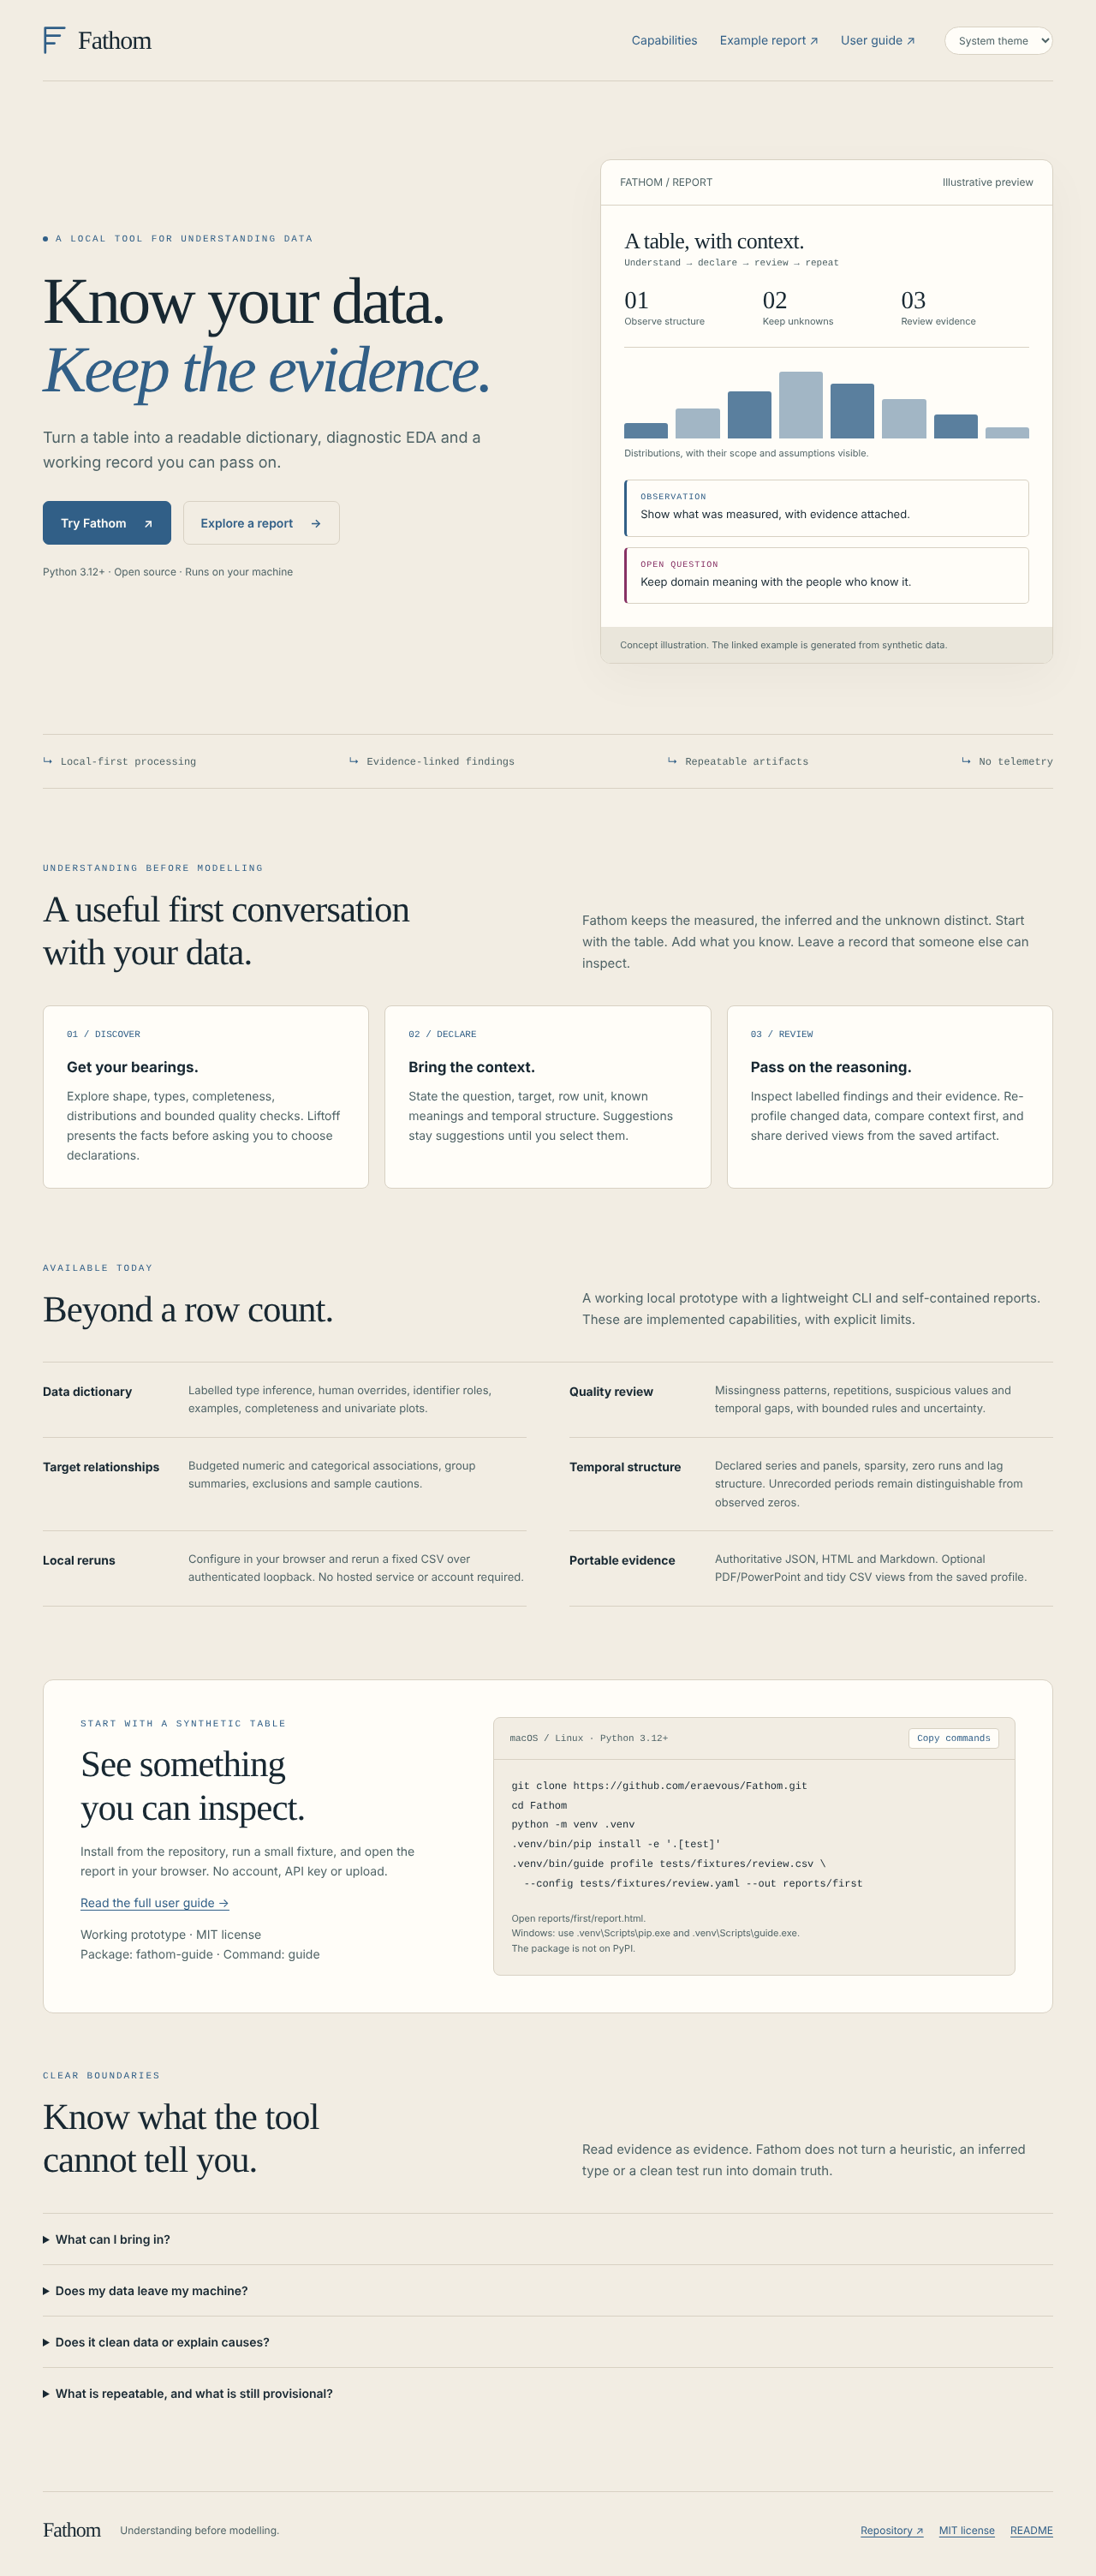 Fathom
Capabilities
Example report ↗
User guide ↗
System theme
FATHOM / REPORT
Illustrative preview
A LOCAL TOOL FOR UNDERSTANDING DATA
Know your data.
Keep the evidence.
Turn a table into a readable dictionary, diagnostic EDA and a
working record you can pass on.
Try Fathom ↗
Explore a report →
Python 3.12+ · Open source · Runs on your machine
A table, with context.
Understand → declare → review → repeat
01
Observe structure
02
Keep unknowns
03
Review evidence
Distributions, with their scope and assumptions visible.
OBSERVATION
Show what was measured, with evidence attached.
OPEN QUESTION
Keep domain meaning with the people who know it.
Concept illustration. The linked example is generated from synthetic data.
↳ Local-first processing
↳ Evidence-linked findings
↳ Repeatable artifacts
↳ No telemetry
UNDERSTANDING BEFORE MODELLING
A useful first conversation
with your data.
Fathom keeps the measured, the inferred and the unknown distinct. Start
with the table. Add what you know. Leave a record that someone else can
inspect.
01 / DISCOVER
Get your bearings.
Explore shape, types, completeness,
distributions and bounded quality checks. Liftoff
presents the facts before asking you to choose
declarations.
02 / DECLARE
Bring the context.
State the question, target, row unit, known
meanings and temporal structure. Suggestions
stay suggestions until you select them.
03 / REVIEW
Pass on the reasoning.
Inspect labelled findings and their evidence. Re-
profile changed data, compare context first, and
share derived views from the saved artifact.
AVAILABLE TODAY
Beyond a row count.
A working local prototype with a lightweight CLI and self-contained reports.
These are implemented capabilities, with explicit limits.
Data dictionary
Labelled type inference, human overrides, identifier roles,
examples, completeness and univariate plots.
Quality review
Missingness patterns, repetitions, suspicious values and
temporal gaps, with bounded rules and uncertainty.
Target relationships
Budgeted numeric and categorical associations, group
summaries, exclusions and sample cautions.
Temporal structure
Declared series and panels, sparsity, zero runs and lag
structure. Unrecorded periods remain distinguishable from
observed zeros.
Local reruns
Configure in your browser and rerun a fixed CSV over
authenticated loopback. No hosted service or account required.
Portable evidence
Authoritative JSON, HTML and Markdown. Optional
PDF/PowerPoint and tidy CSV views from the saved profile.
START WITH A SYNTHETIC TABLE
See something
you can inspect.
Install from the repository, run a small fixture, and open the
report in your browser. No account, API key or upload.
Read the full user guide →
Working prototype · MIT license
Package: fathom-guide · Command: guide
macOS / Linux · Python 3.12+
Copy commands
git clone https://github.com/eraevous/Fathom.git
cd Fathom
python -m venv .venv
.venv/bin/pip install -e '.[test]'
.venv/bin/guide profile tests/fixtures/review.csv \
--config tests/fixtures/review.yaml --out reports/first
Open reports/first/report.html.
Windows: use .venv\Scripts\pip.exe and .venv\Scripts\guide.exe.
The package is not on PyPI.
CLEAR BOUNDARIES
Know what the tool
cannot tell you.
Read evidence as evidence. Fathom does not turn a heuristic, an inferred
type or a clean test run into domain truth.
What can I bring in?
Does my data leave my machine?
Does it clean data or explain causes?
What is repeatable, and what is still provisional?
Fathom
Understanding before modelling.
Repository ↗
MIT license
README